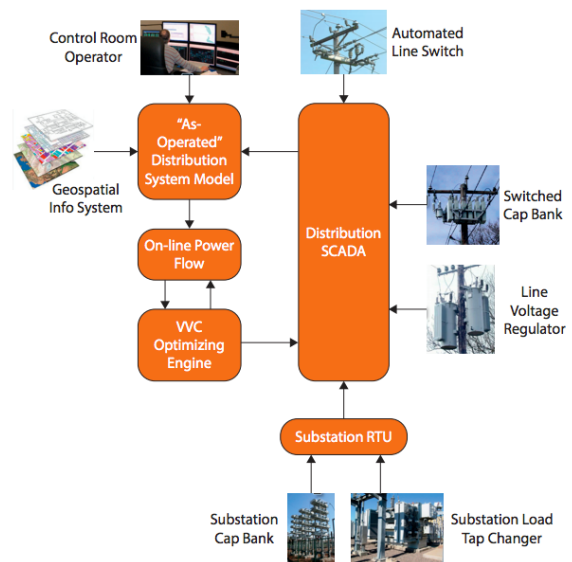 Control Room
Operator
Automated
Line Switch
“As-
Operated”
Distribution
System Model
Geospatial
Info System
Switched
Cap Bank
On-line Power
Flow
Distribution
SCADA
Line
Voltage
Regulator
VVC
Optimizing
Engine
Substation RTU
Substation
Cap Bank
Substation Load
Tap Changer